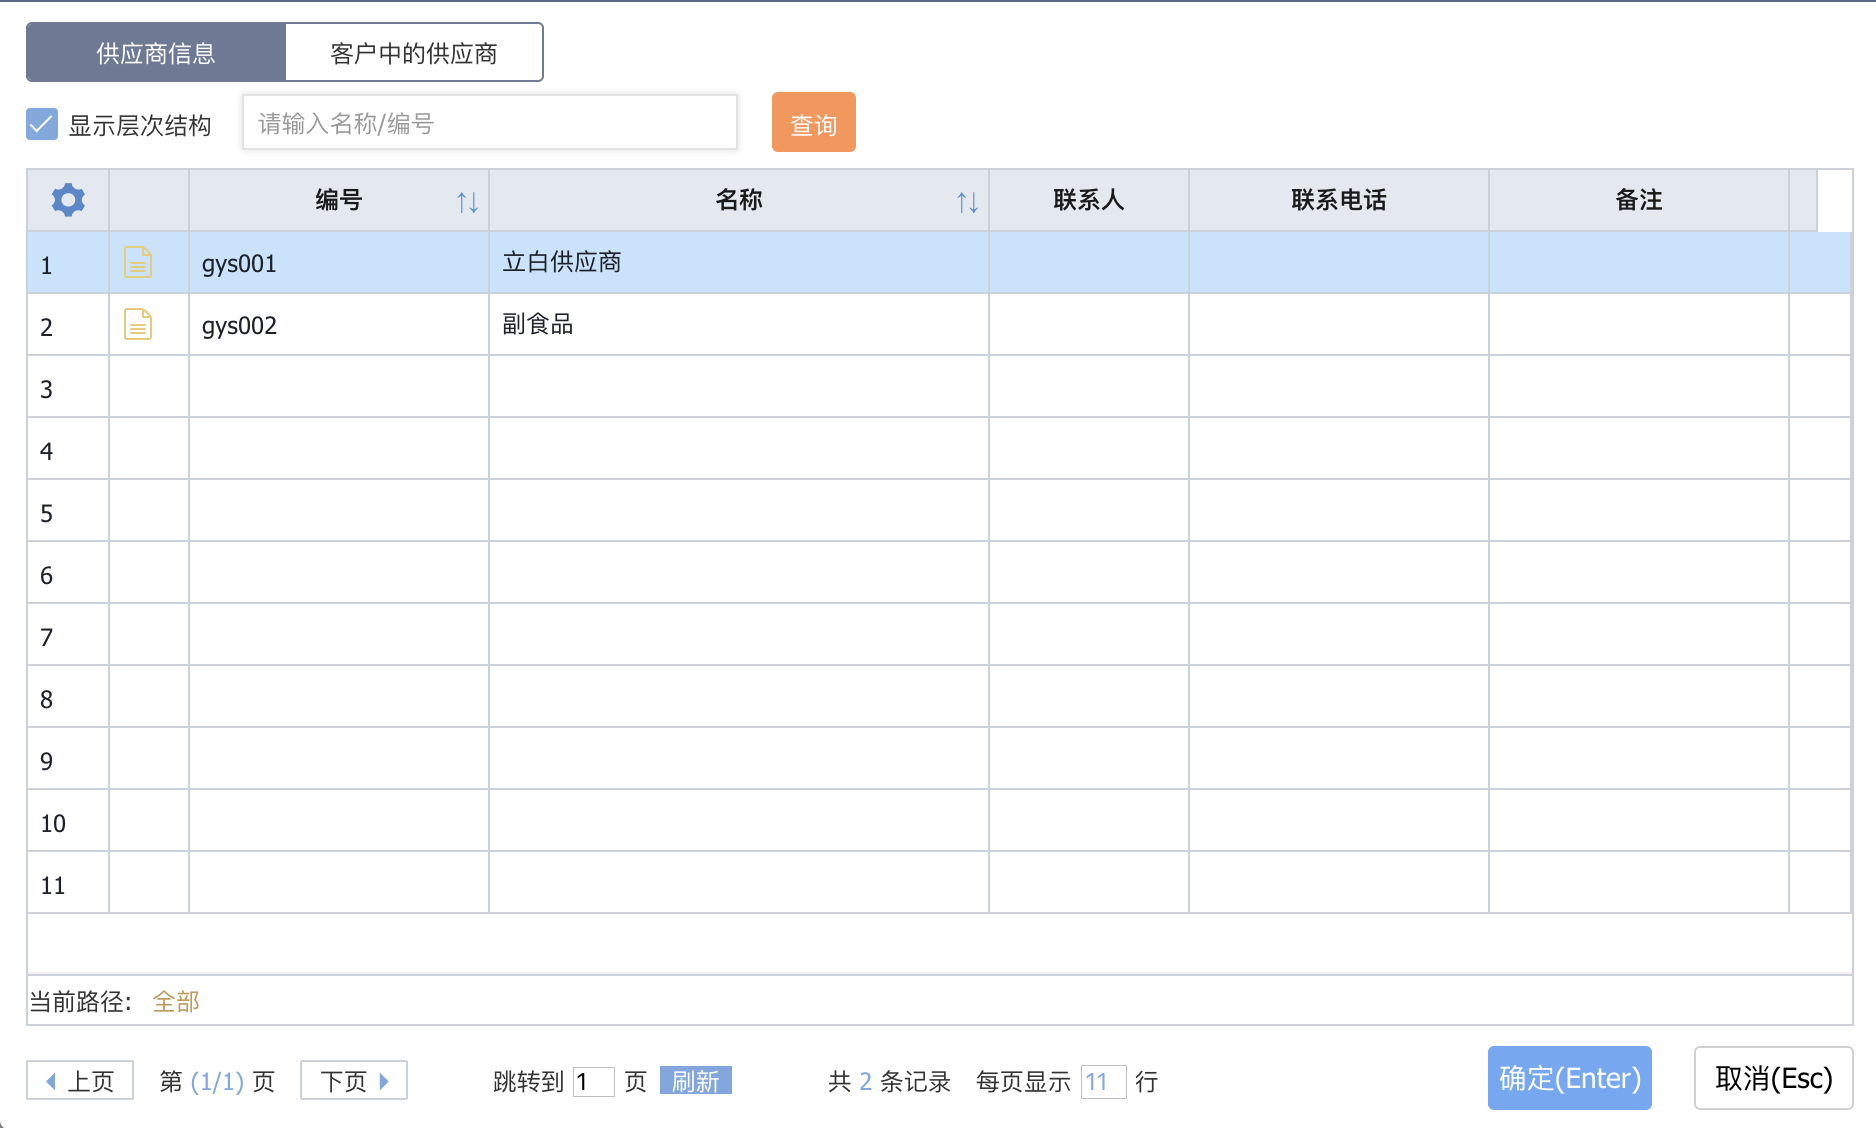 供应商信息 客户中的供应商
显示层次结构 请输入名称/编号 查询
编号 名称 联系人 联系电话 备注
1 gys001 立白供应商
2 gys002 副食品
3
4
5
6
7
8
9
10
11
当前路径: 全部
上页 第 (1/1) 页 下页 跳转到 1 页 刷新 共 2 条记录 每页显示 11 行 确定(Enter) 取消(Esc)